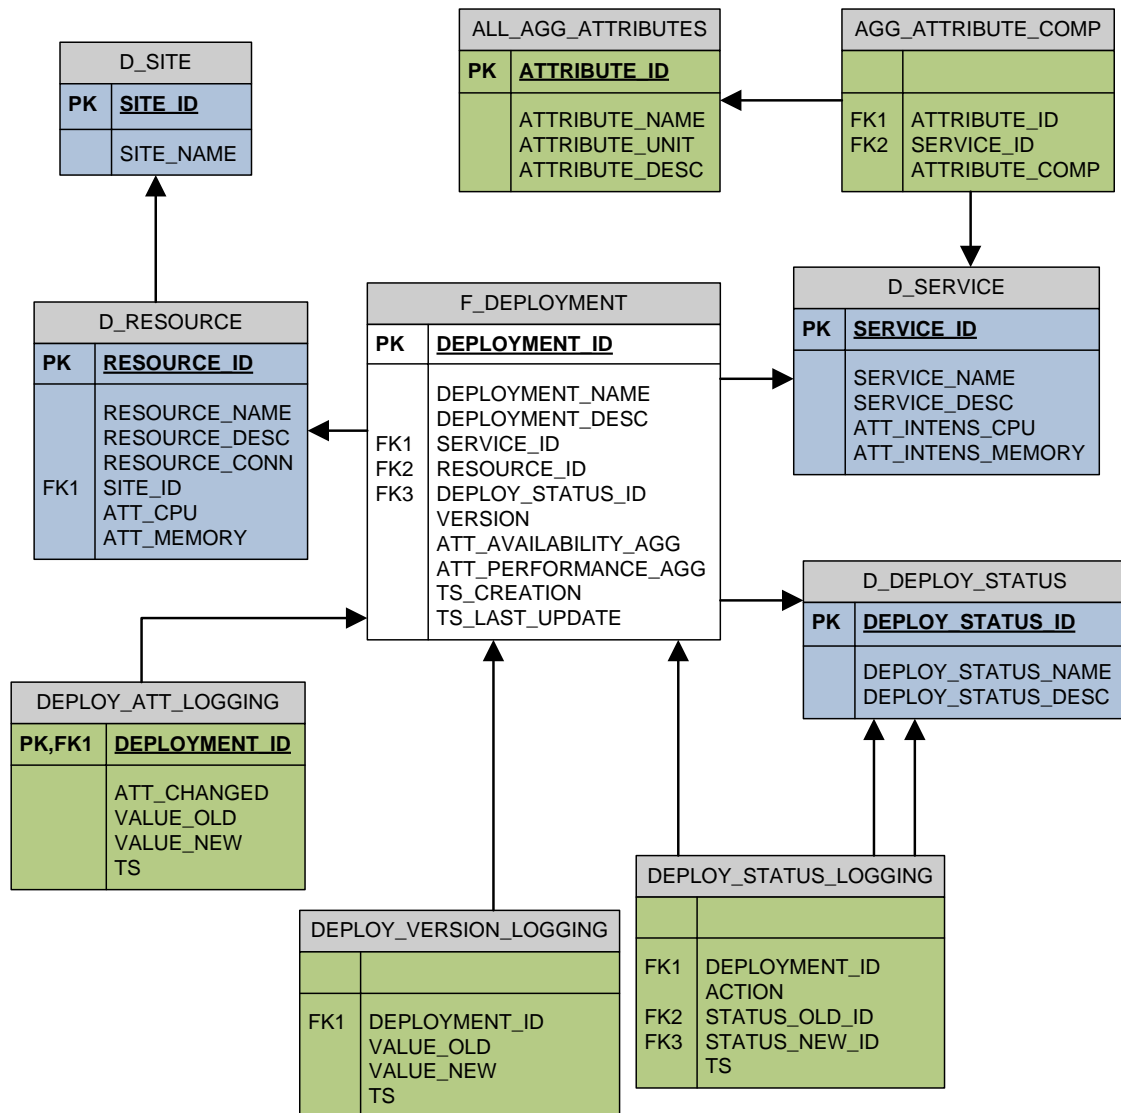 ALL_AGG_ATTRIBUTES
PK ATTRIBUTE_ID
ATTRIBUTE_NAME
ATTRIBUTE_UNIT
ATTRIBUTE_DESC
AGG_ATTRIBUTE_COMP
FK1 ATTRIBUTE_ID
FK2 SERVICE_ID
ATTRIBUTE_COMP
D_SITE
PK SITE_ID
SITE_NAME
D_RESOURCE
PK RESOURCE_ID
RESOURCE_NAME
RESOURCE_DESC
RESOURCE_CONN
FK1 SITE_ID
ATT_CPU
ATT_MEMORY
F_DEPLOYMENT
PK DEPLOYMENT_ID
DEPLOYMENT_NAME
DEPLOYMENT_DESC
FK1 SERVICE_ID
FK2 RESOURCE_ID
FK3 DEPLOY_STATUS_ID
VERSION
ATT_AVAILABILITY_AGG
ATT_PERFORMANCE_AGG
TS_CREATION
TS_LAST_UPDATE
D_SERVICE
PK SERVICE_ID
SERVICE_NAME
SERVICE_DESC
ATT_INTENS_CPU
ATT_INTENS_MEMORY
D_DEPLOY_STATUS
PK DEPLOY_STATUS_ID
DEPLOY_STATUS_NAME
DEPLOY_STATUS_DESC
DEPLOY_ATT_LOGGING
PK,FK1 DEPLOYMENT_ID
ATT_CHANGED
VALUE_OLD
VALUE_NEW
TS
DEPLOY_VERSION_LOGGING
FK1 DEPLOYMENT_ID
VALUE_OLD
VALUE_NEW
TS
DEPLOY_STATUS_LOGGING
FK1 DEPLOYMENT_ID
ACTION
FK2 STATUS_OLD_ID
FK3 STATUS_NEW_ID
TS